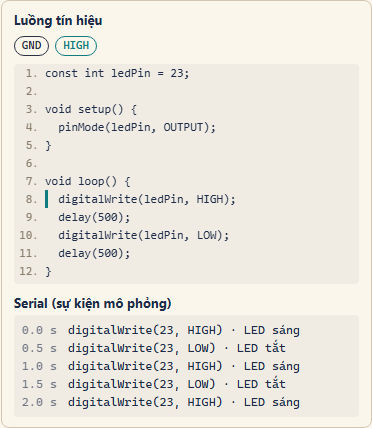 Luồng tín hiệu
GND HIGH
1. const int ledPin = 23;
2.
3. void setup() {
4.   pinMode(ledPin, OUTPUT);
5. }
6.
7. void loop() {
8.   digitalWrite(ledPin, HIGH);
9.   delay(500);
10.   digitalWrite(ledPin, LOW);
11.   delay(500);
12. }
Serial (sự kiện mô phỏng)
0.0 s digitalWrite(23, HIGH) · LED sáng
0.5 s digitalWrite(23, LOW) · LED tắt
1.0 s digitalWrite(23, HIGH) · LED sáng
1.5 s digitalWrite(23, LOW) · LED tắt
2.0 s digitalWrite(23, HIGH) · LED sáng